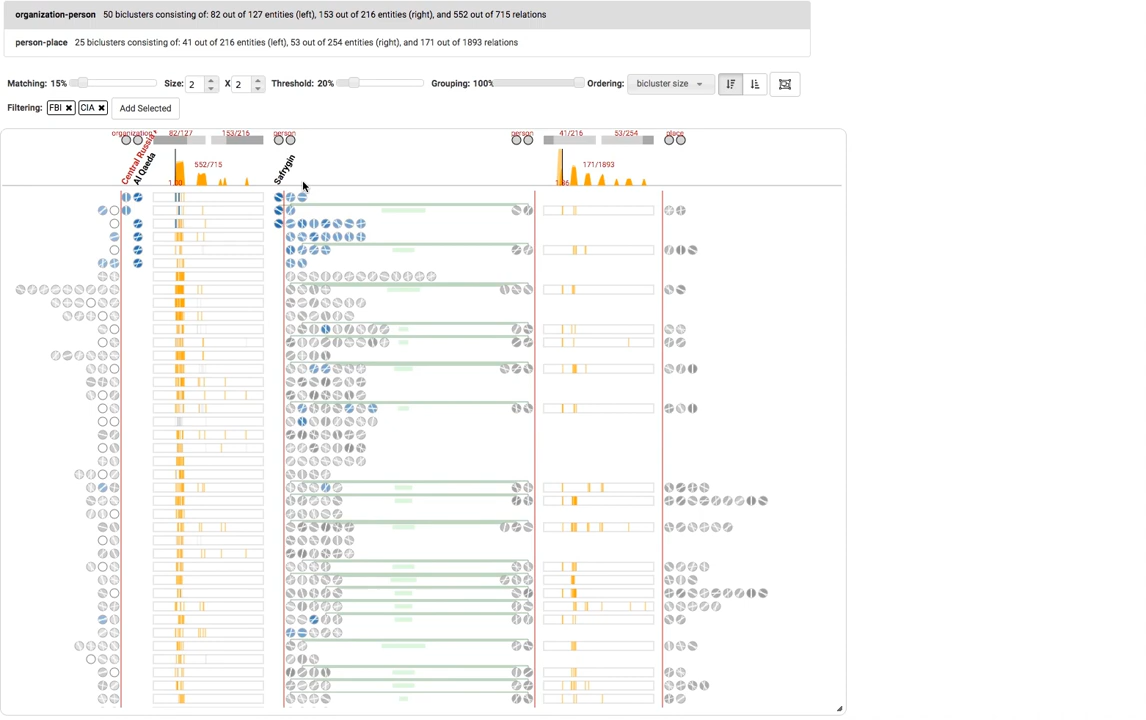 organization-person 50 biclusters consisting of: 82 out of 127 entities (left), 153 out of 216 entities (right), and 552 out of 715 relations
person-place 25 biclusters consisting of: 41 out of 216 entities (left), 53 out of 254 entities (right), and 171 out of 1893 relations
Matching: 15% Size: 2 X 2 Threshold: 20% Grouping: 100% Ordering: bicluster size
Filtering: FBI ✖ CIA ✖ Add Selected
organization 82/127 153/216 person person 41/216 53/254 place
Central Russia
Al Qaeda
Safrygin
552/715 171/1893